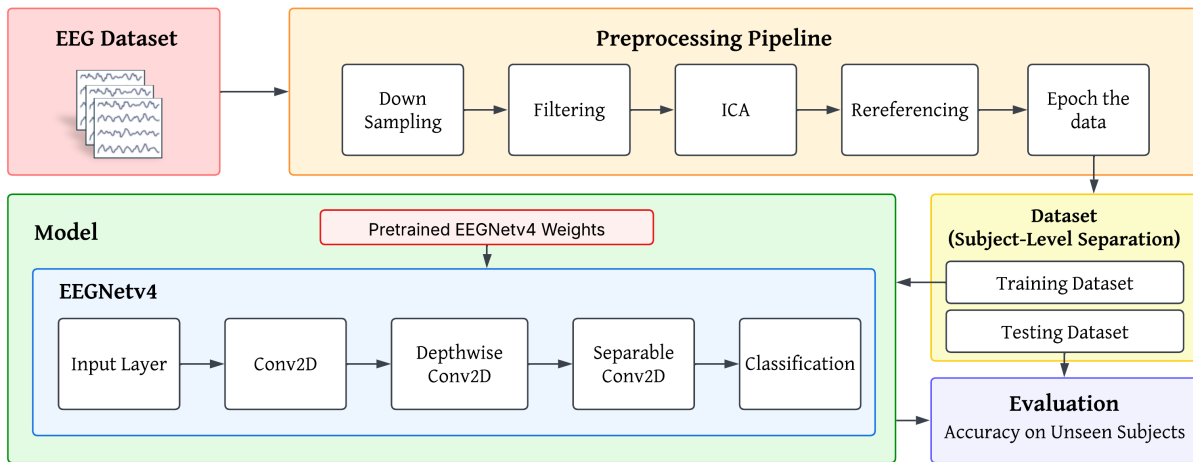 EEG Dataset
Preprocessing Pipeline
Down
Sampling
Filtering
ICA
Rereferencing
Epoch the
data
Model
Pretrained EEGNetv4 Weights
EEGNetv4
Input Layer
Conv2D
Depthwise
Conv2D
Separable
Conv2D
Classification
Dataset
(Subject-Level Separation)
Training Dataset
Testing Dataset
Evaluation
Accuracy on Unseen Subjects